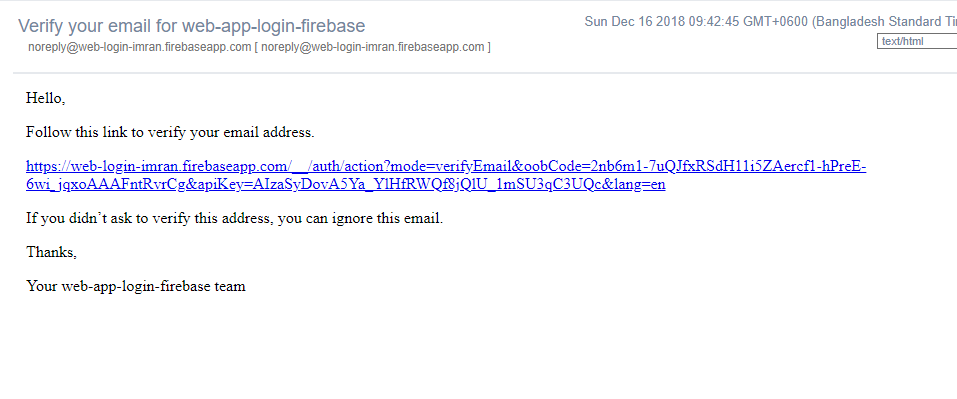 Verify your email for web-app-login-firebase
Sun Dec 16 2018 09:42:45 GMT+0600 (Bangladesh Standard
noreply@web-login-imran.firebaseapp.com [ noreply@web-login-imran.firebaseapp.com ]
text/html
Hello,
Follow this link to verify your email address.
https://web-login-imran.firebaseapp.com/__/auth/action?mode=verifyEmail&oobCode=2nb6m1-7uQJfxRSdH11i5ZAercf1-hPreE-
6wi_jqxoAAAFntRvrCg&apiKey=AIzaSyDovA5Ya_YlHfRWQf8jQlU_1mSU3qC3UQc&lang=en
If you didn’t ask to verify this address, you can ignore this email.
Thanks,
Your web-app-login-firebase team